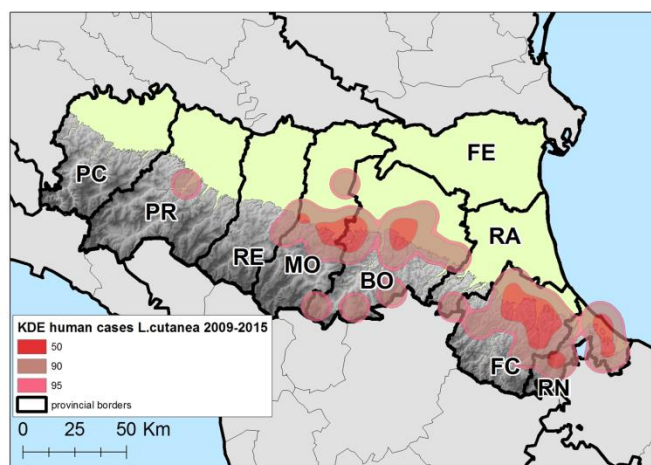 FE
PC
PR
RA
RE
MO
BO
KDE human cases L.cutanea 2009-2015
50
90
95
provincial borders
FC
RN
0 25 50 Km